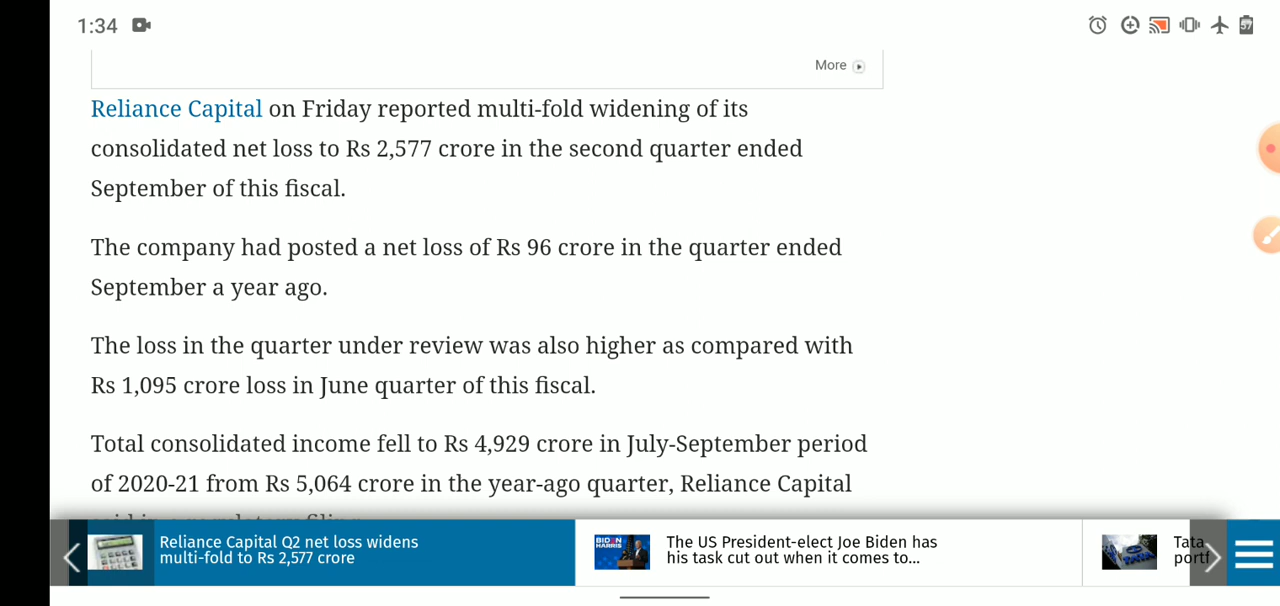 1:34
57
More
Reliance Capital on Friday reported multi-fold widening of its
consolidated net loss to Rs 2,577 crore in the second quarter ended
September of this fiscal.
The company had posted a net loss of Rs 96 crore in the quarter ended
September a year ago.
The loss in the quarter under review was also higher as compared with
Rs 1,095 crore loss in June quarter of this fiscal.
Total consolidated income fell to Rs 4,929 crore in July-September period
of 2020-21 from Rs 5,064 crore in the year-ago quarter, Reliance Capital
Reliance Capital Q2 net loss widens
multi-fold to Rs 2,577 crore
BIDEN
HARRIS
The US President-elect Joe Biden has
his task cut out when it comes to...
TATA
Tata
portf